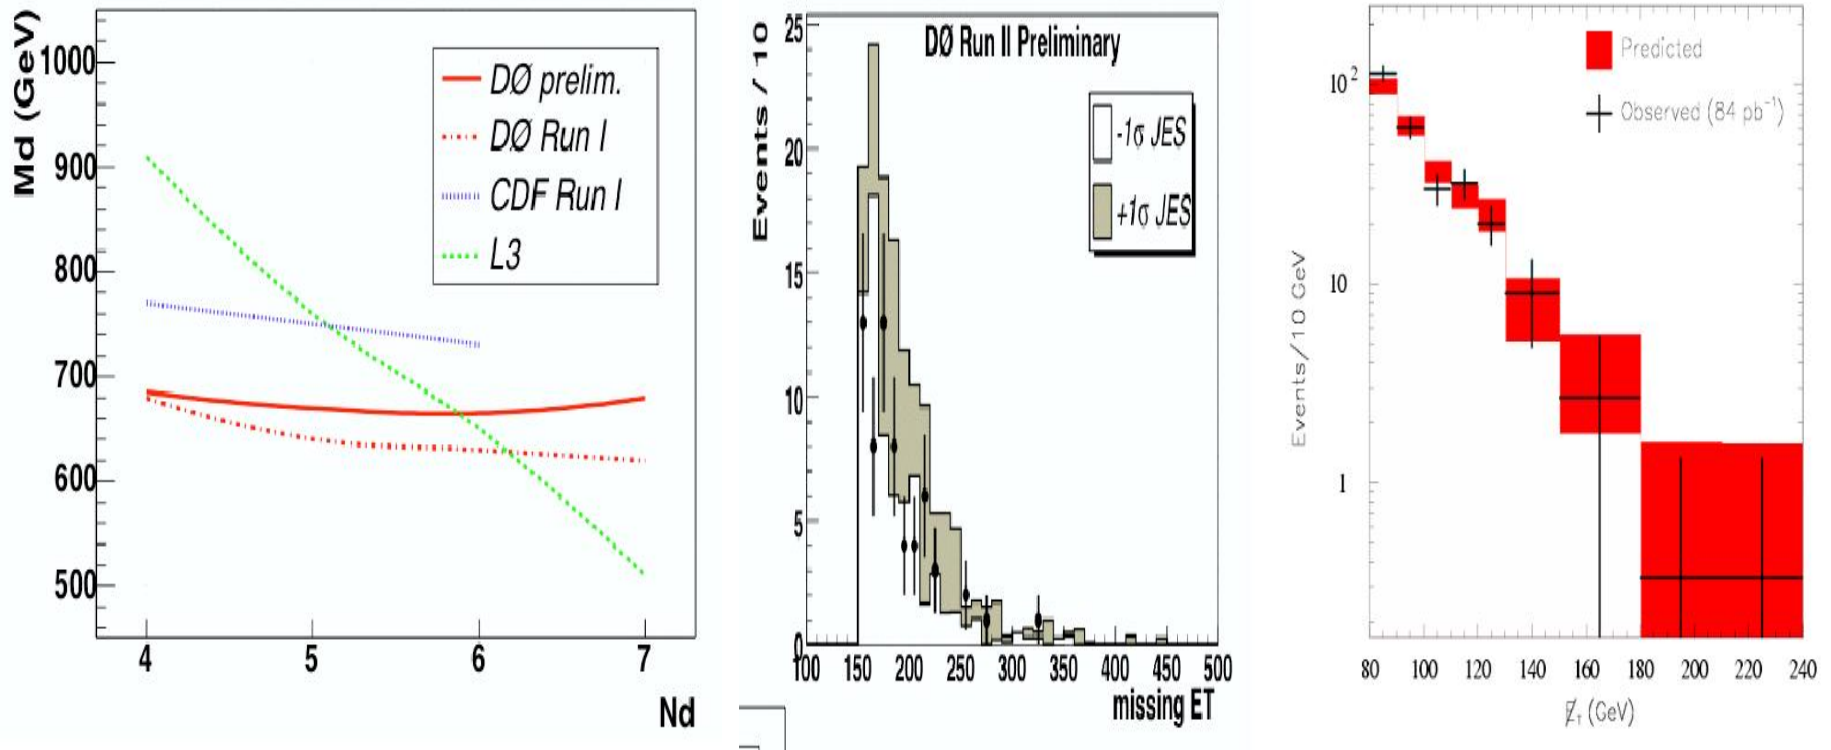 Md (GeV)
1000
900
800
700
600
500
4 5 6 7
Nd
DØ prelim.
DØ Run I
CDF Run I
L3
Events / 10
25
20
15
10
5
0
100 150 200 250 300 350 400 450 500
missing ET
DØ Run II Preliminary
-1σ JES
+1σ JES
Events/10 GeV
10²
10
1
80 100 120 140 160 180 200 220 240
E̸T (GeV)
Predicted
Observed (84 pb⁻¹)